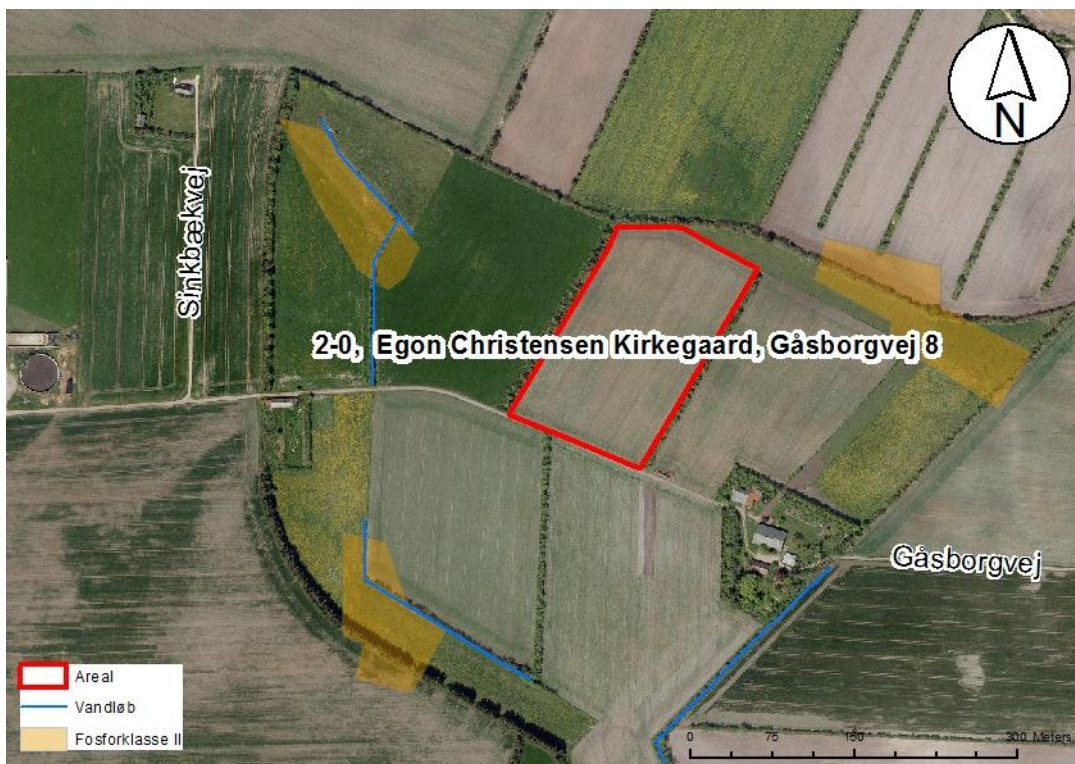 N
Sinkbækvej
2-0, Egon Christensen Kirkegaard, Gåsborgvej 8
Gåsborgvej
Areal
Vandløb
Fosforklasse II
0 75 150 300 Meters